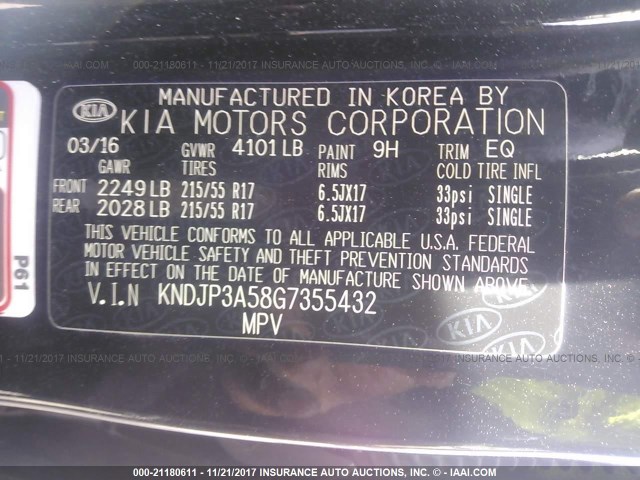 000-21180611 - 11/21/2017 INSURANCE AUTO AUCTIONS, INC. © - IAAI.COM
MANUFACTURED IN KOREA BY
KIA KIA MOTORS CORPORATION
03/16 GVWR 4101 LB PAINT 9H TRIM EQ
GAWR TIRES RIMS COLD TIRE INFL
FRONT 2249 LB 215/55 R17 6.5JX17 33psi SINGLE
REAR 2028 LB 215/55 R17 6.5JX17 33psi SINGLE
THIS VEHICLE CONFORMS TO ALL APPLICABLE U.S.A. FEDERAL
MOTOR VEHICLE SAFETY AND THEFT PREVENTION STANDARDS
IN EFFECT ON THE DATE OF MANUFACTURE SHOWN ABOVE.
V.I.N KNDJP3A58G7355432
MPV
P61
KIA
000-21180611 - 11/21/2017 INSURANCE AUTO AUCTIONS, INC. © - IAAI.COM